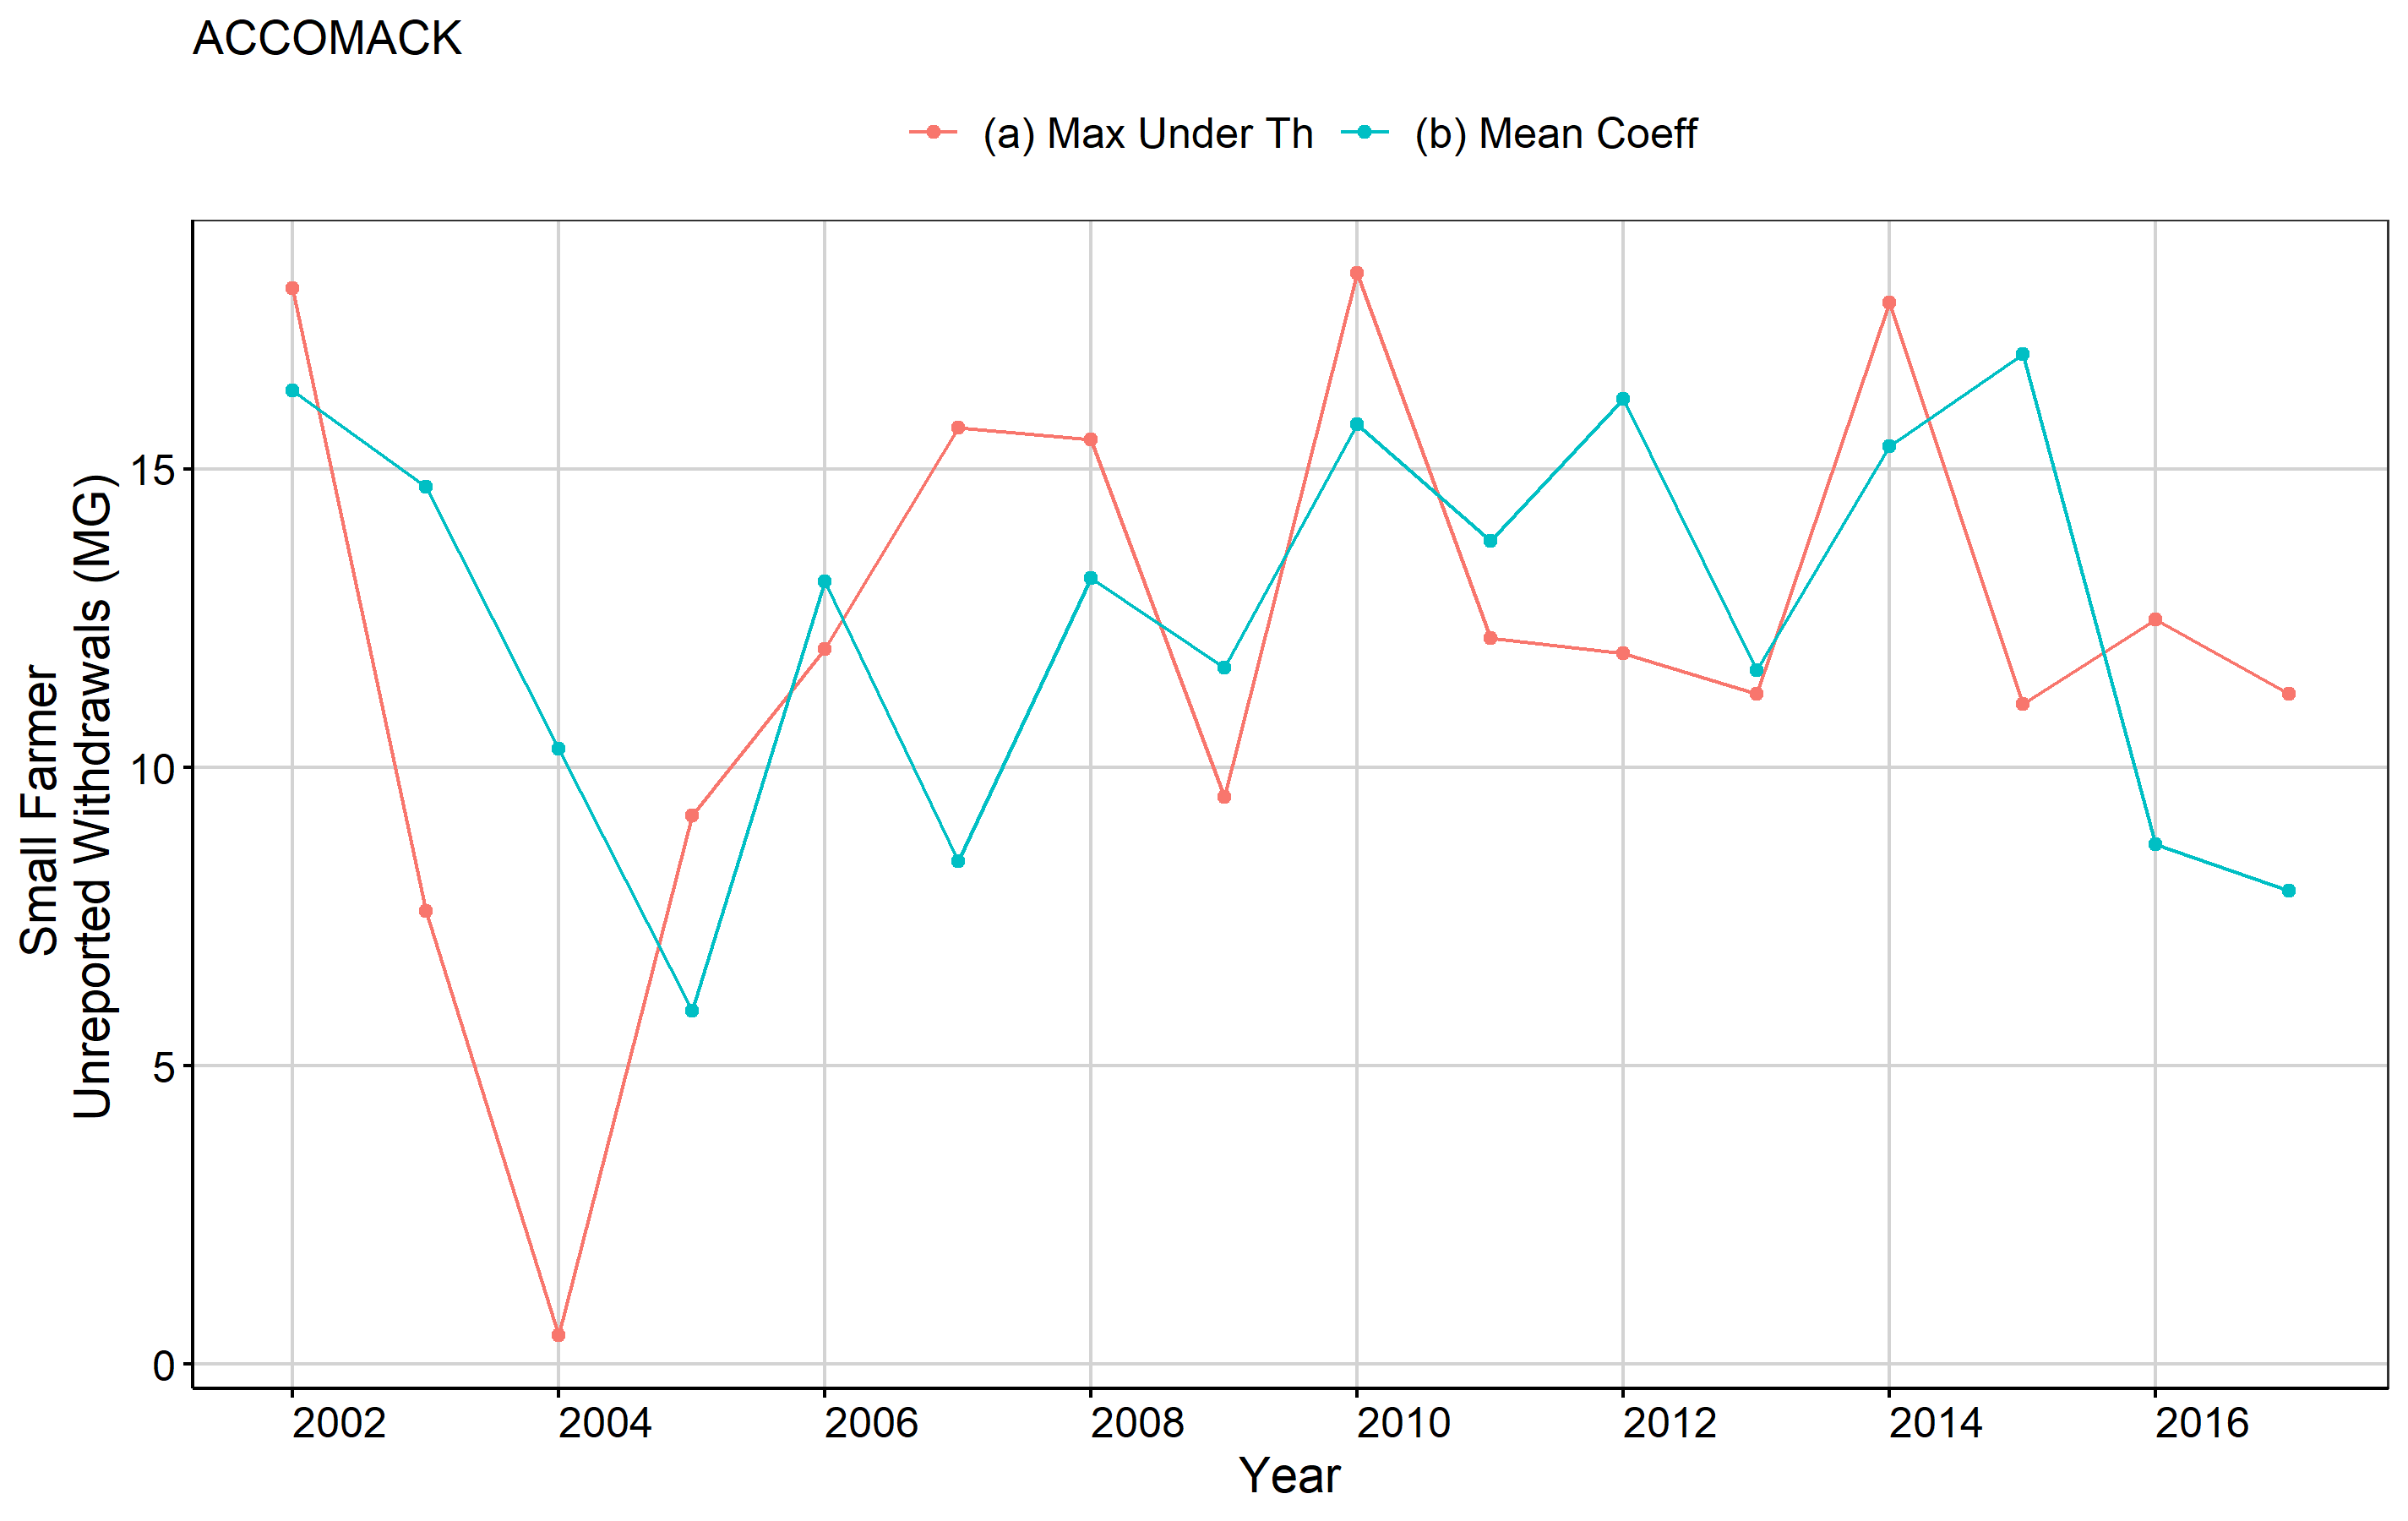 ACCOMACK
(a) Max Under Th (b) Mean Coeff
Small Farmer
Unreported Withdrawals (MG)
15
10
5
0
2002 2004 2006 2008 2010 2012 2014 2016
Year